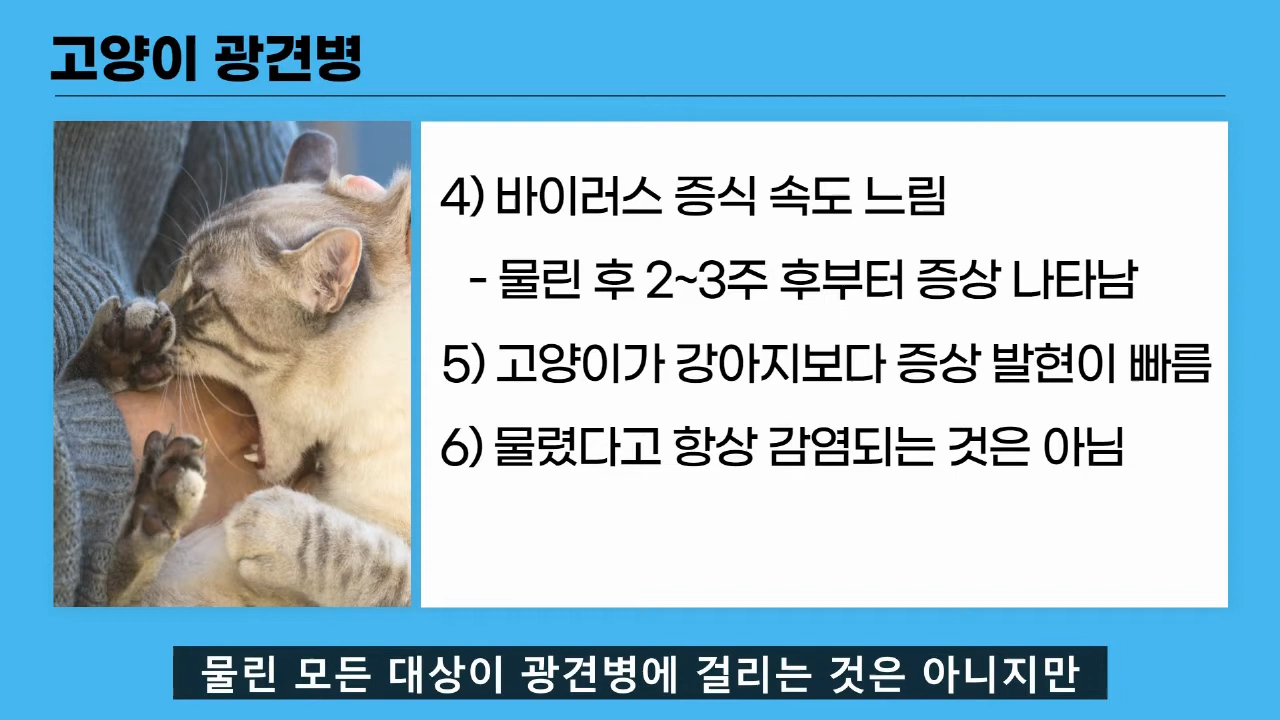 고양이 광견병
4) 바이러스 증식 속도 느림
- 물린 후 2~3주 후부터 증상 나타남
5) 고양이가 강아지보다 증상 발현이 빠름
6) 물렸다고 항상 감염되는 것은 아님
물린 모든 대상이 광견병에 걸리는 것은 아니지만